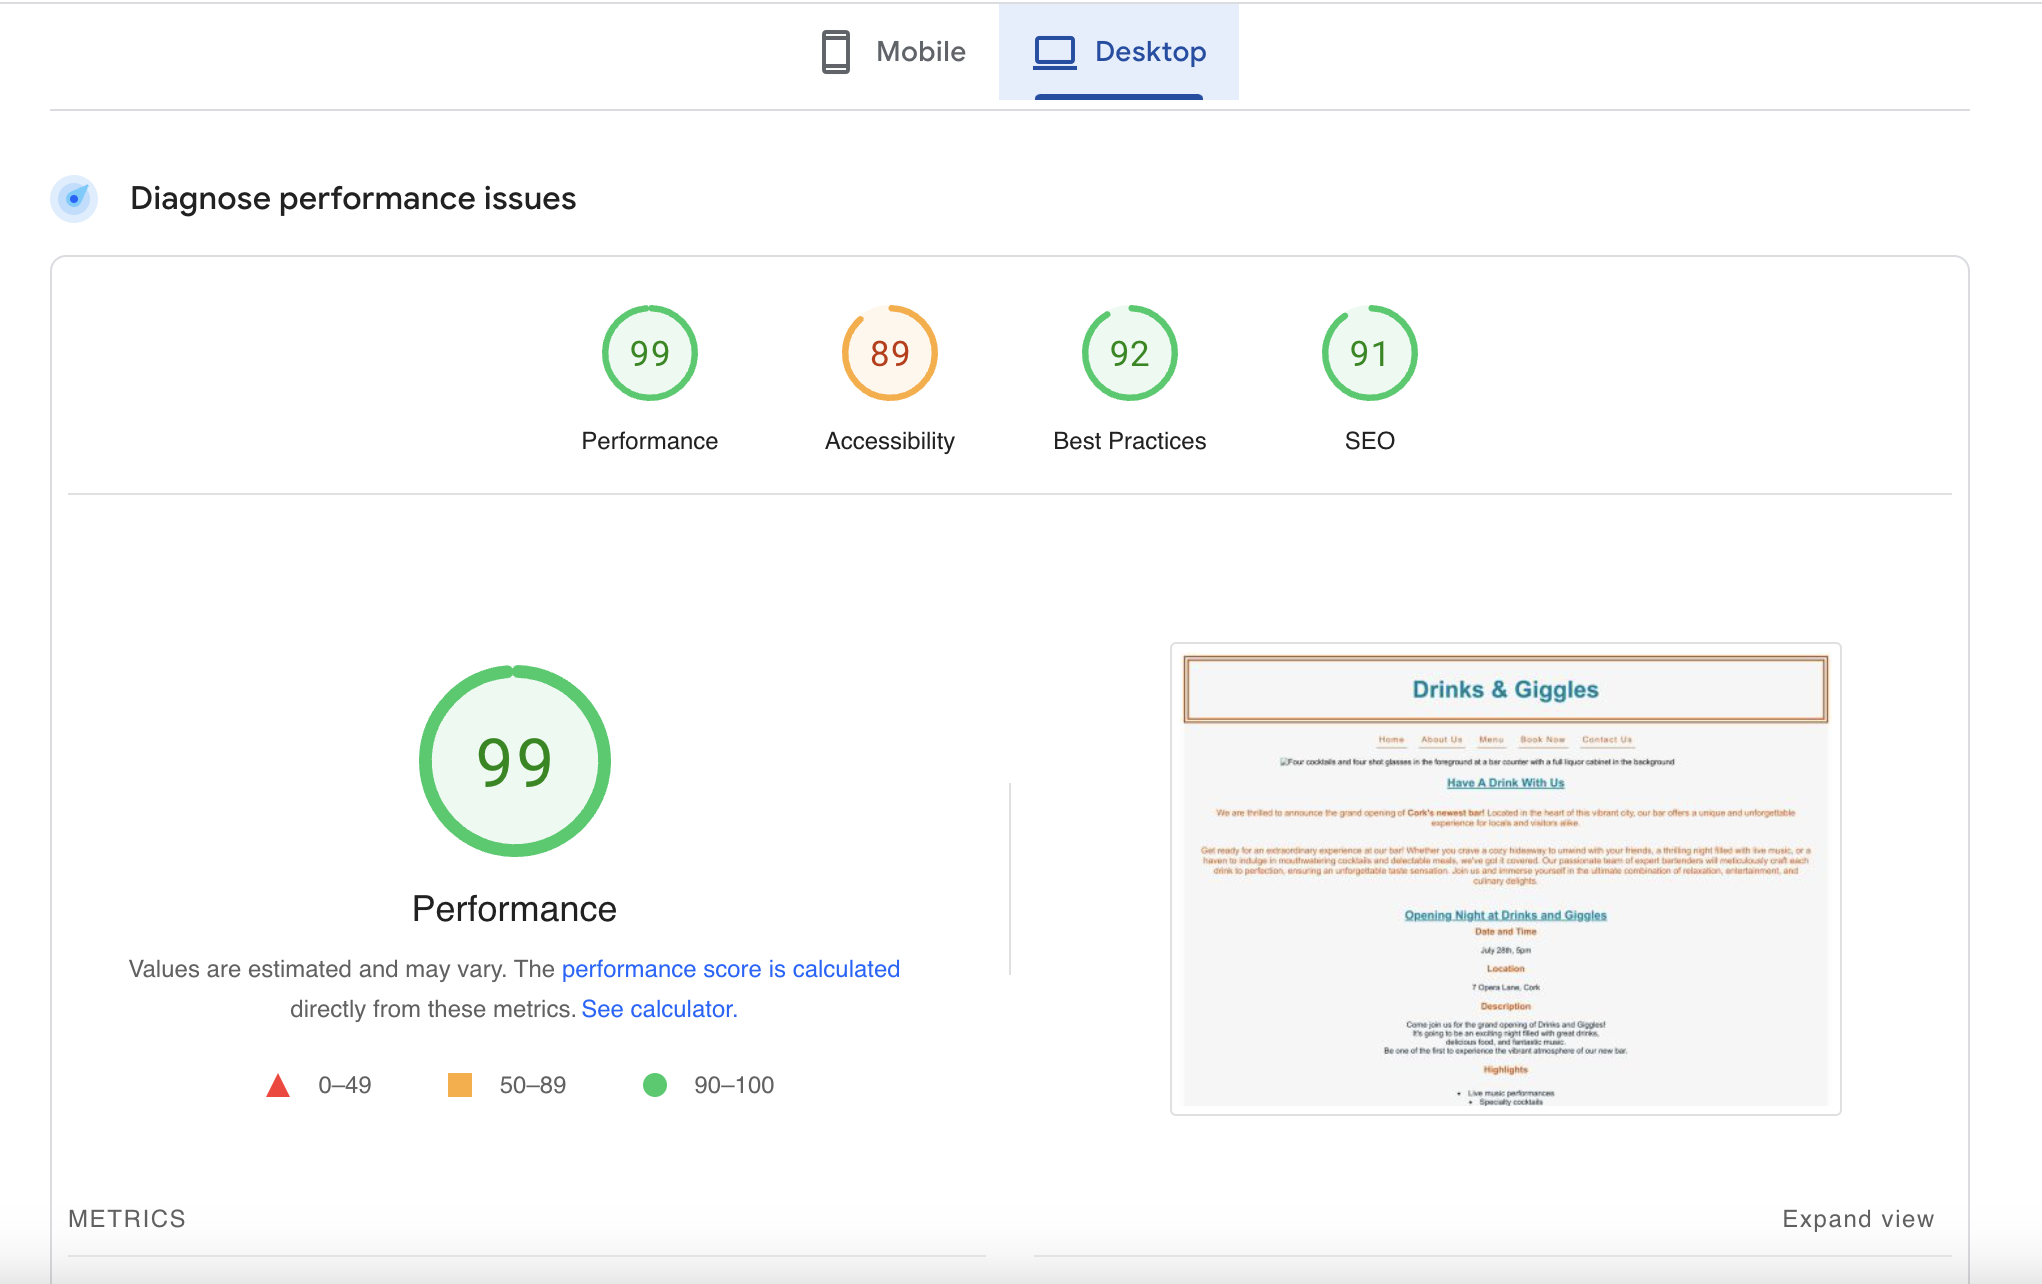 Mobile
Desktop
Diagnose performance issues
99
89
92
91
Performance
Accessibility
Best Practices
SEO
99
Performance
Values are estimated and may vary. The performance score is calculated
directly from these metrics. See calculator.
0–49
50–89
90–100
Drinks & Giggles
Home About Us Menu Book Now Contact Us
Four cocktails and four shot glasses in the foreground at a bar counter with a full liquor cabinet in the background
Have A Drink With Us
We are thrilled to announce the grand opening of Cork's newest bar! Located in the heart of this vibrant city, our bar offers a unique and unforgettable
experience for locals and visitors alike.
Get ready for an extraordinary experience at our bar! Whether you crave a cozy hideaway to unwind with your friends, a thrilling night filled with live music, or a
haven to indulge in mouthwatering cocktails and delectable meals, we've got it covered. Our passionate team of expert bartenders will meticulously craft each
drink to perfection, ensuring an unforgettable taste sensation. Join us and immerse yourself in the ultimate combination of relaxation, entertainment, and
culinary delights.
Opening Night at Drinks and Giggles
Date and Time
July 28th, 5pm
Location
7 Opera Lane, Cork
Description
Come join us for the grand opening of Drinks and Giggles!
It's going to be an exciting night filled with great drinks,
delicious food, and fantastic music.
Be one of the first to experience the vibrant atmosphere of our new bar.
Highlights
• Live music performances
• Specialty cocktails
METRICS
Expand view